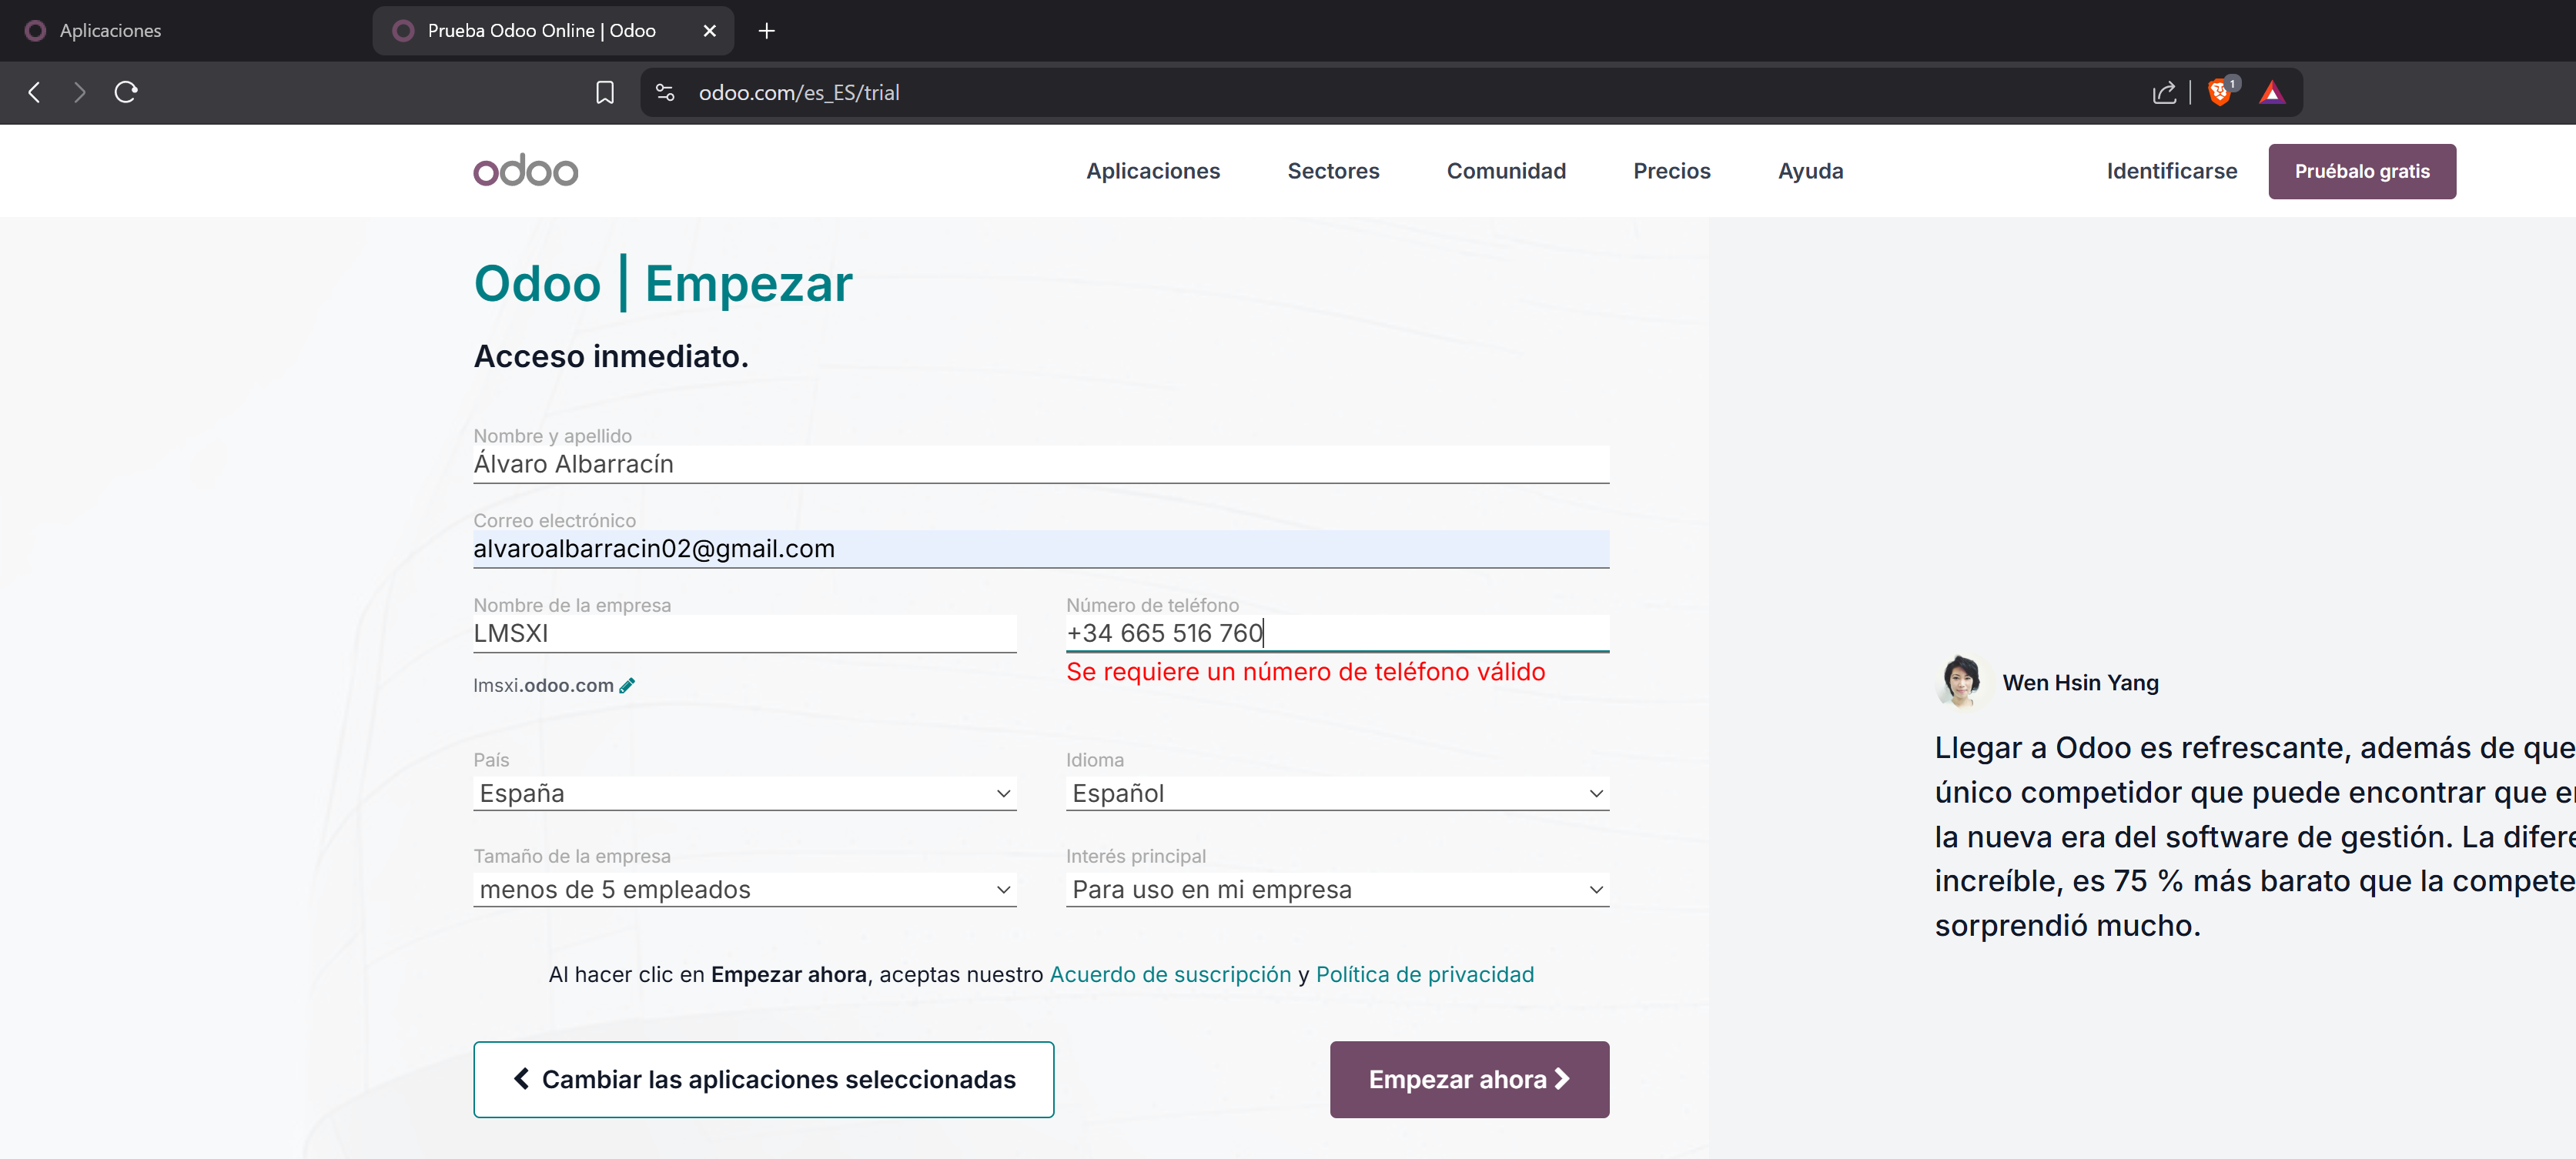 Aplicaciones
Prueba Odoo Online | Odoo
odoo.com/es_ES/trial
1
odoo
Aplicaciones
Sectores
Comunidad
Precios
Ayuda
Identificarse
Pruébalo gratis
Odoo | Empezar
Acceso inmediato.
Nombre y apellido
Álvaro Albarracín
Correo electrónico
alvaroalbarracin02@gmail.com
Nombre de la empresa
LMSXI
lmsxi.odoo.com
Número de teléfono
+34 665 516 760
Se requiere un número de teléfono válido
País
España
Idioma
Español
Tamaño de la empresa
menos de 5 empleados
Interés principal
Para uso en mi empresa
Al hacer clic en Empezar ahora, aceptas nuestro Acuerdo de suscripción y Política de privacidad
Cambiar las aplicaciones seleccionadas
Empezar ahora
Wen Hsin Yang
Llegar a Odoo es refrescante, además de que
único competidor que puede encontrar que
la nueva era del software de gestión. La
increíble, es 75 % más barato que la
sorprendió mucho.